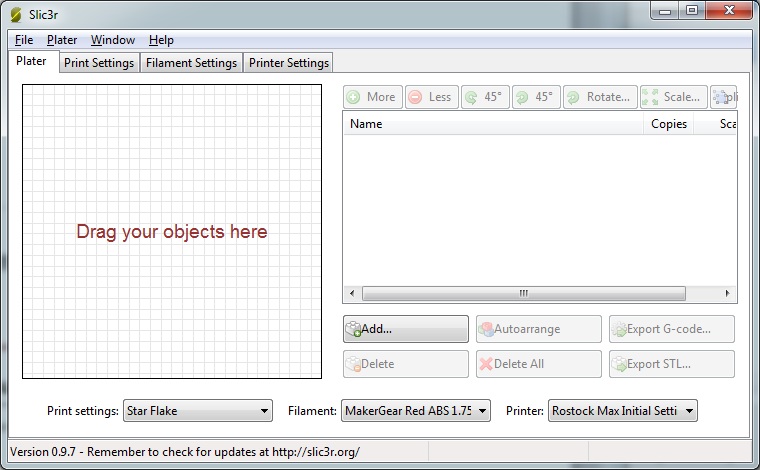 Slic3r
File Plater Window Help
Plater Print Settings Filament Settings Printer Settings
More Less 45° 45° Rotate... Scale...
Name Copies Sca
Drag your objects here
Add... Autoarrange Export G-code...
Delete Delete All Export STL...
Print settings: Star Flake Filament: MakerGear Red ABS 1.75 Printer: Rostock Max Initial Setti
Version 0.9.7 - Remember to check for updates at http://slic3r.org/